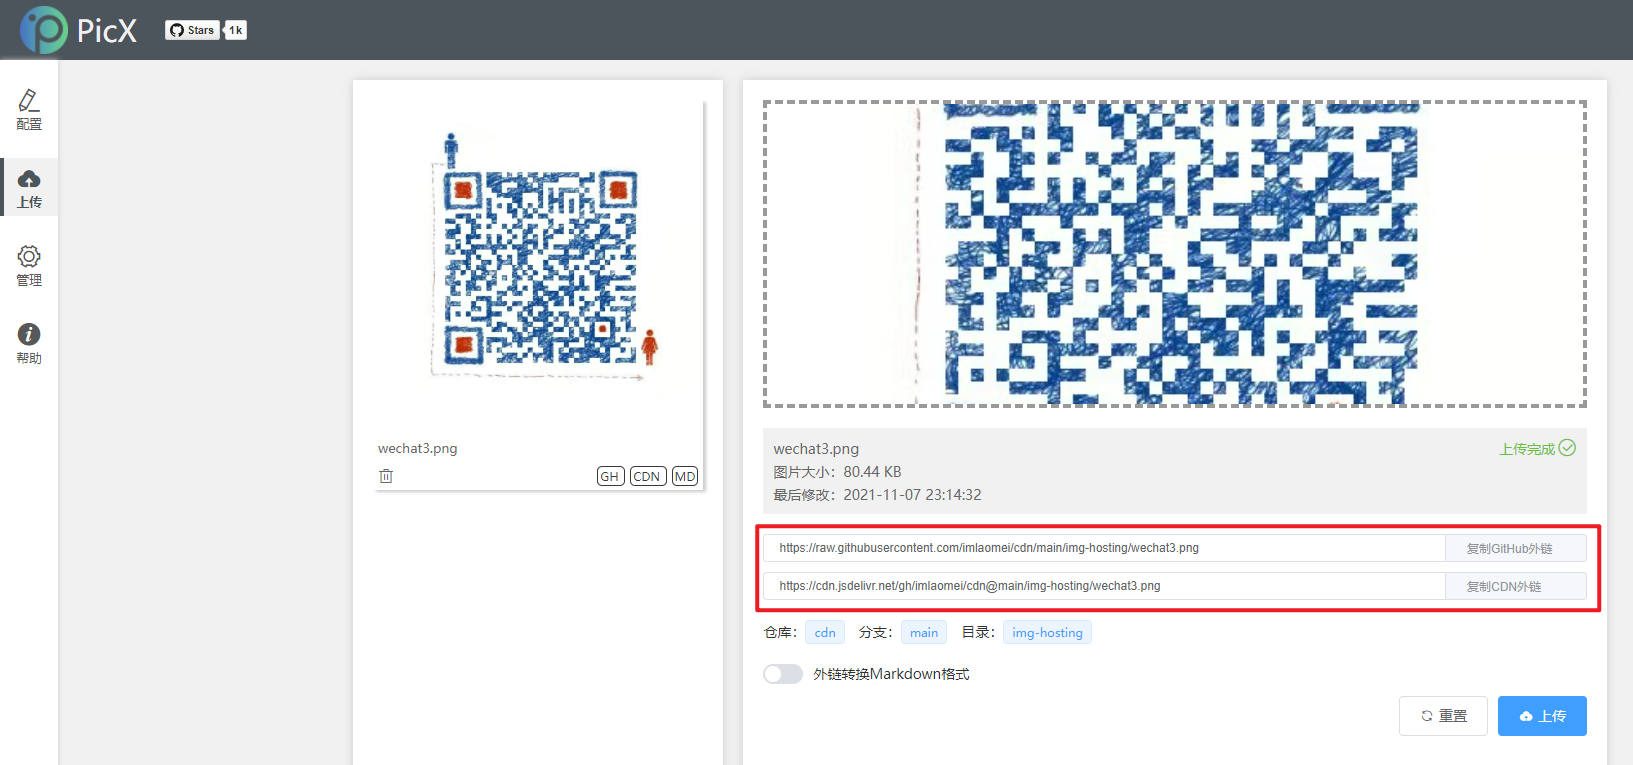 PicX
Stars
1k
配置
上传
管理
帮助
wechat3.png
GH
CDN
MD
wechat3.png
上传完成
图片大小：80.44 KB
最后修改：2021-11-07 23:14:32
https://raw.githubusercontent.com/imlaomei/cdn/main/img-hosting/wechat3.png
复制GitHub外链
https://cdn.jsdelivr.net/gh/imlaomei/cdn@main/img-hosting/wechat3.png
复制CDN外链
仓库： cdn 分支： main 目录： img-hosting
外链转换Markdown格式
重置
上传